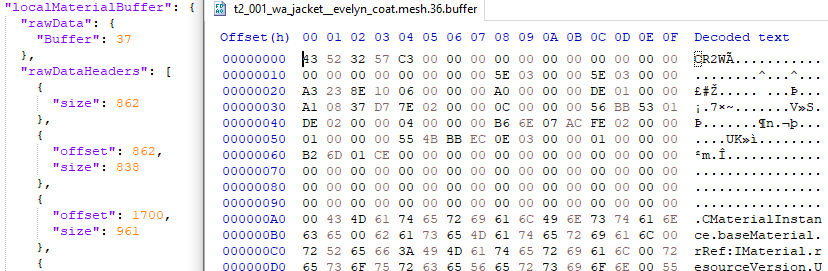 "localMaterialBuffer": {
"rawData": {
"Buffer": 37
},
"rawDataHeaders": [
{
"size": 862
},
{
"offset": 862,
"size": 838
},
{
"offset": 1700,
"size": 961
},
{
t2_001_wa_jacket__evelyn_coat.mesh.36.buffer
Offset(h) 00 01 02 03 04 05 06 07 08 09 0A 0B 0C 0D 0E 0F Decoded text
00000000 43 52 32 57 C3 00 00 00 00 00 00 00 00 00 00 00 CR2WÃ...........
00000010 00 00 00 00 00 00 00 00 5E 03 00 00 5E 03 00 00 ........^...^...
00000020 A3 23 8E 10 06 00 00 00 A0 00 00 00 DE 01 00 00 £#Ž..... ...Þ...
00000030 A1 08 37 D7 7E 02 00 00 0C 00 00 00 56 BB 53 01 ¡.7×~.......V»S.
00000040 DE 02 00 00 04 00 00 00 B6 6E 07 AC FE 02 00 00 Þ.......¶n.¬þ...
00000050 01 00 00 00 55 4B BB EC 0E 03 00 00 01 00 00 00 ....UK»ì........
00000060 B2 6D 01 CE 00 00 00 00 00 00 00 00 00 00 00 00 ²m.Î............
00000070 00 00 00 00 00 00 00 00 00 00 00 00 00 00 00 00 ................
00000080 00 00 00 00 00 00 00 00 00 00 00 00 00 00 00 00 ................
00000090 00 00 00 00 00 00 00 00 00 00 00 00 00 00 00 00 ................
000000A0 00 43 4D 61 74 65 72 69 61 6C 49 6E 73 74 61 6E .CMaterialInstan
000000B0 63 65 00 62 61 73 65 4D 61 74 65 72 69 61 6C 00 ce.baseMaterial.
000000C0 72 52 65 66 3A 49 4D 61 74 65 72 69 61 6C 00 72 rRef:IMaterial.r
000000D0 65 73 6F 75 72 63 65 56 65 72 73 69 6F 6E 00 55 esourceVersion.U